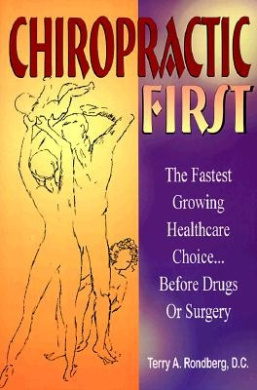 CHIROPRACTIC
FIRST
The Fastest
Growing
Healthcare
Choice...
Before Drugs
Or Surgery
Terry A. Rondberg, D.C.